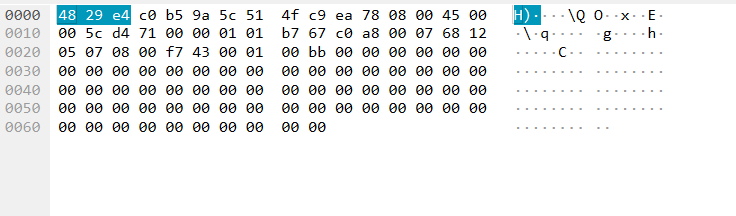 0000 48 29 e4 c0 b5 9a 5c 51 4f c9 ea 78 08 00 45 00 H)····\QO··x··E·
0010 00 5c d4 71 00 00 01 01 b7 67 c0 a8 00 07 68 12 ·\·q·····g····h·
0020 05 07 08 00 f7 43 00 01 00 bb 00 00 00 00 00 00 ·····C··········
0030 00 00 00 00 00 00 00 00 00 00 00 00 00 00 00 00 ················
0040 00 00 00 00 00 00 00 00 00 00 00 00 00 00 00 00 ················
0050 00 00 00 00 00 00 00 00 00 00 00 00 00 00 00 00 ················
0060 00 00 00 00 00 00 00 00 00 00 ··········